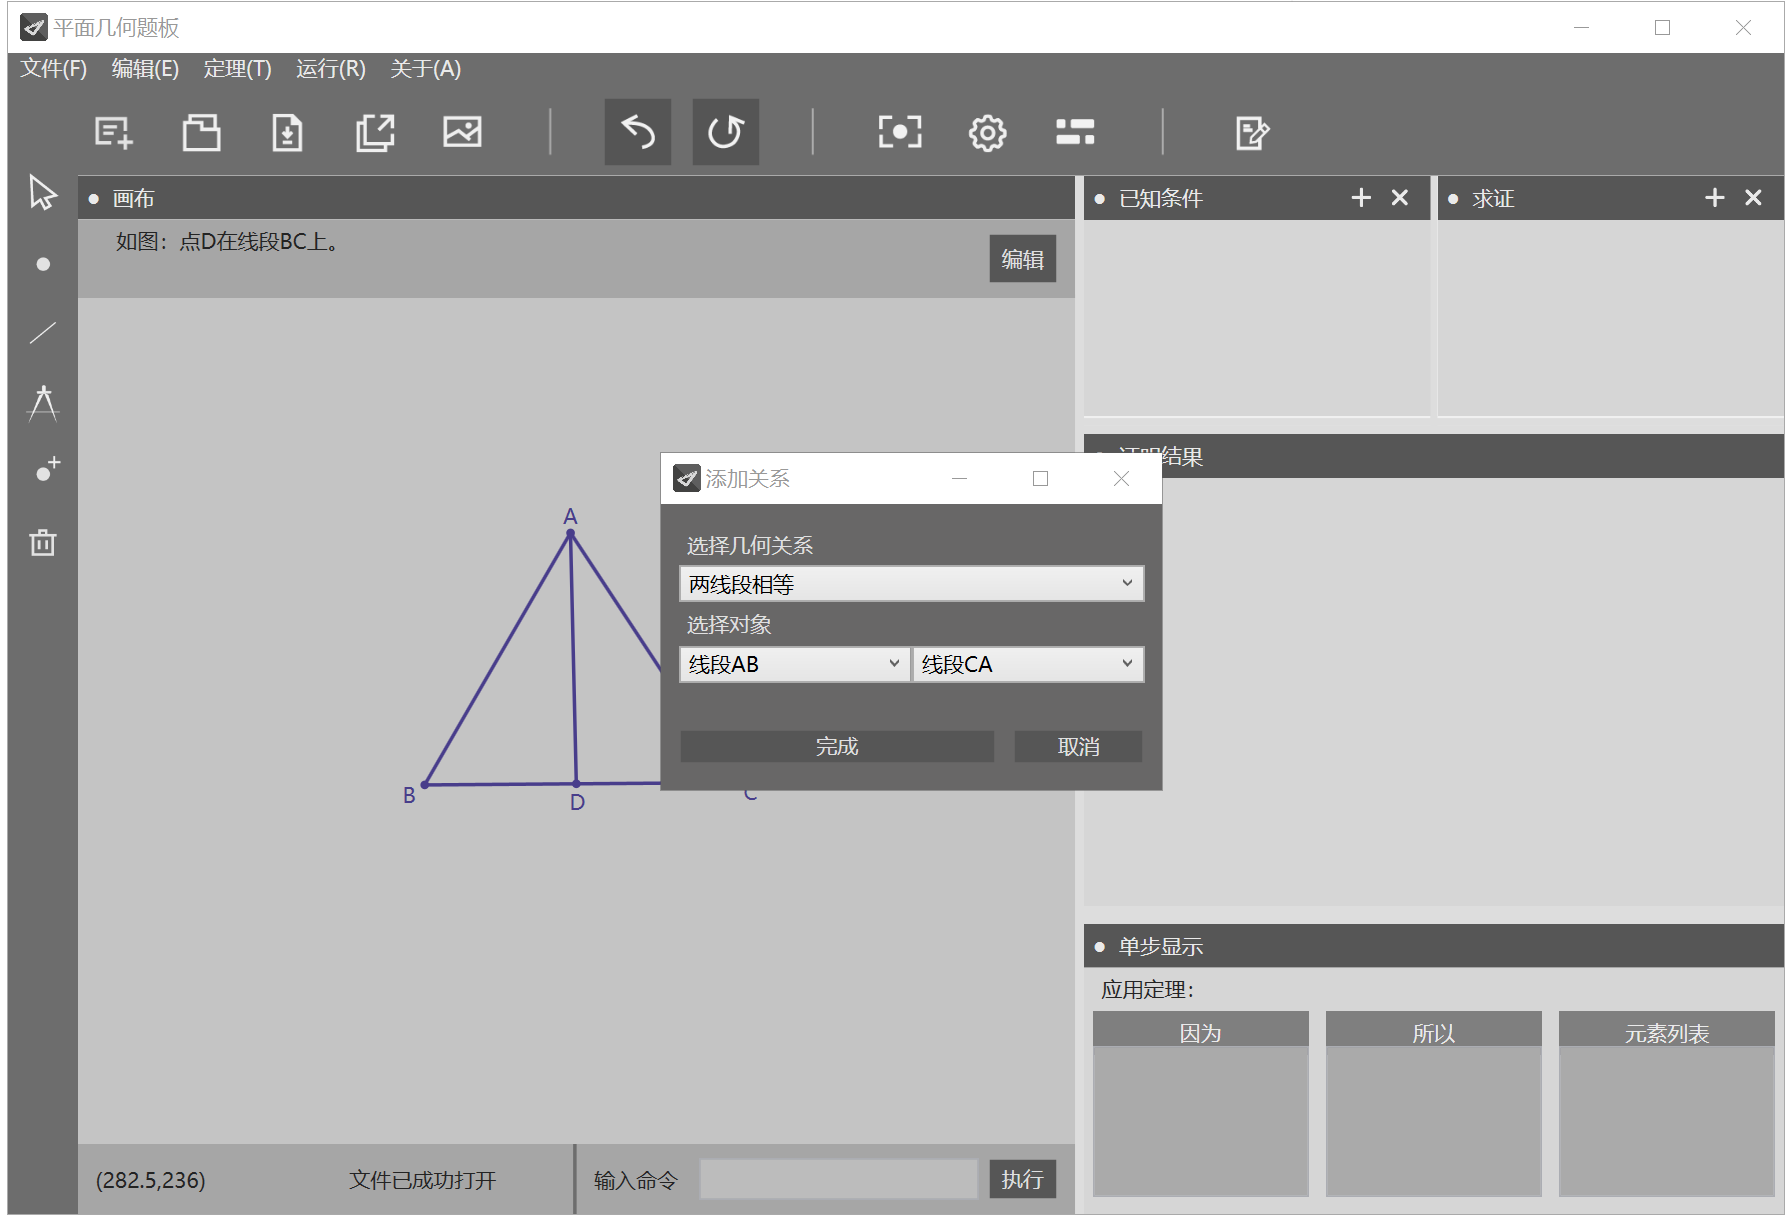 平面几何题板
文件(F) 编辑(E) 定理(T) 运行(R) 关于(A)
画布
如图：点D在线段BC上。
编辑
已知条件
求证
证明结果
添加关系
选择几何关系
两线段相等
选择对象
线段AB
线段CA
完成
取消
A
B
D
C
单步显示
应用定理：
因为
所以
元素列表
(282.5,236)
文件已成功打开
输入命令
执行